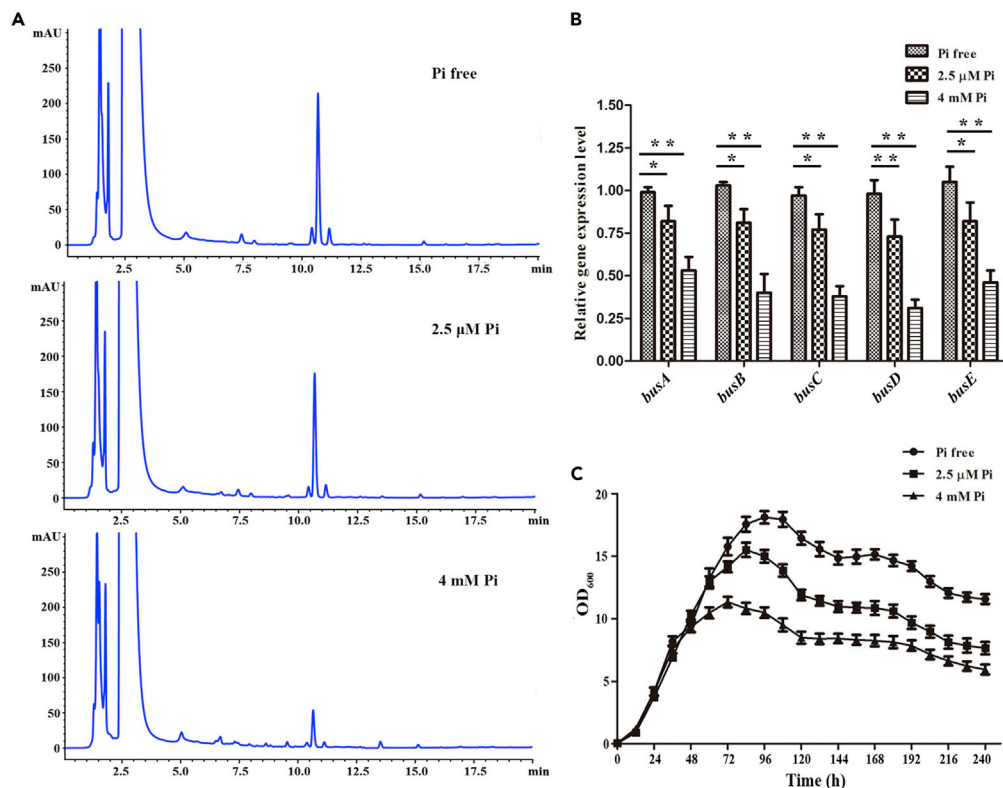 A
mAU
250
200
150
100
50
0
Pi free
2.5 5.0 7.5 10.0 12.5 15.0 17.5 min
mAU
250
200
150
100
50
0
2.5 μM Pi
2.5 5.0 7.5 10.0 12.5 15.0 17.5 min
mAU
250
200
150
100
50
0
4 mM Pi
2.5 5.0 7.5 10.0 12.5 15.0 17.5 min
B
Pi free
2.5 μM Pi
4 mM Pi
Relative gene expression level
1.50
1.25
1.00
0.75
0.50
0.25
0.00
** ** ** ** **
* * * ** *
busA busB busC busD busE
C
Pi free
2.5 μM Pi
4 mM Pi
OD600
20
15
10
5
0
0 24 48 72 96 120 144 168 192 216 240
Time (h)